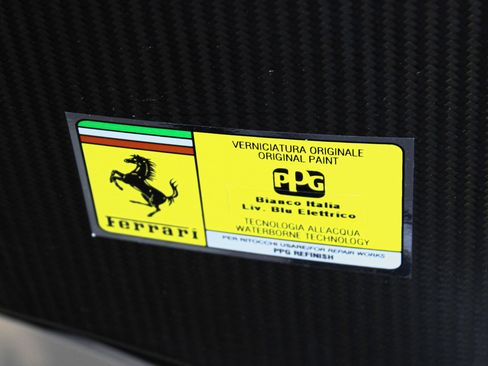 Ferrari
VERNICIATURA ORIGINALE
ORIGINAL PAINT
PPG
Bianco Italia
Liv. Blu Elettrico
TECNOLOGIA ALL'ACQUA
WATERBORNE TECHNOLOGY
PER RITOCCHI USARE/FOR REPAIR WORKS
PPG REFINISH